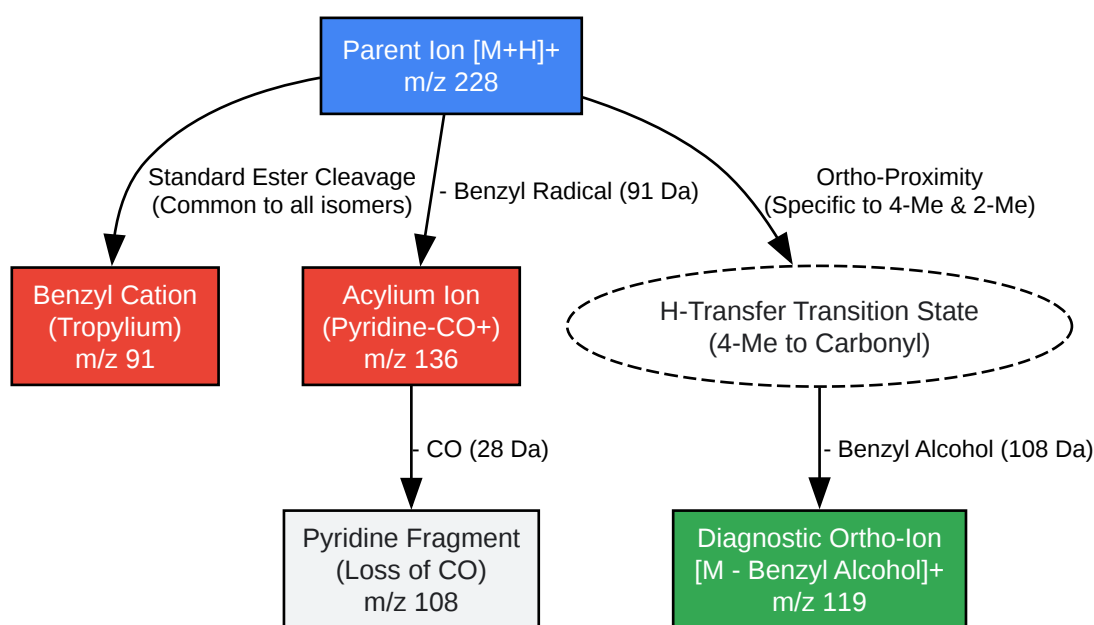 Parent Ion [M+H]+
m/z 228
Standard Ester Cleavage
(Common to all isomers)
- Benzyl Radical (91 Da)
Ortho-Proximity
(Specific to 4-Me & 2-Me)
Benzyl Cation
(Tropylium)
m/z 91
Acylium Ion
(Pyridine-CO+)
m/z 136
H-Transfer Transition State
(4-Me to Carbonyl)
- CO (28 Da)
- Benzyl Alcohol (108 Da)
Pyridine Fragment
(Loss of CO)
m/z 108
Diagnostic Ortho-Ion
[M - Benzyl Alcohol]+
m/z 119